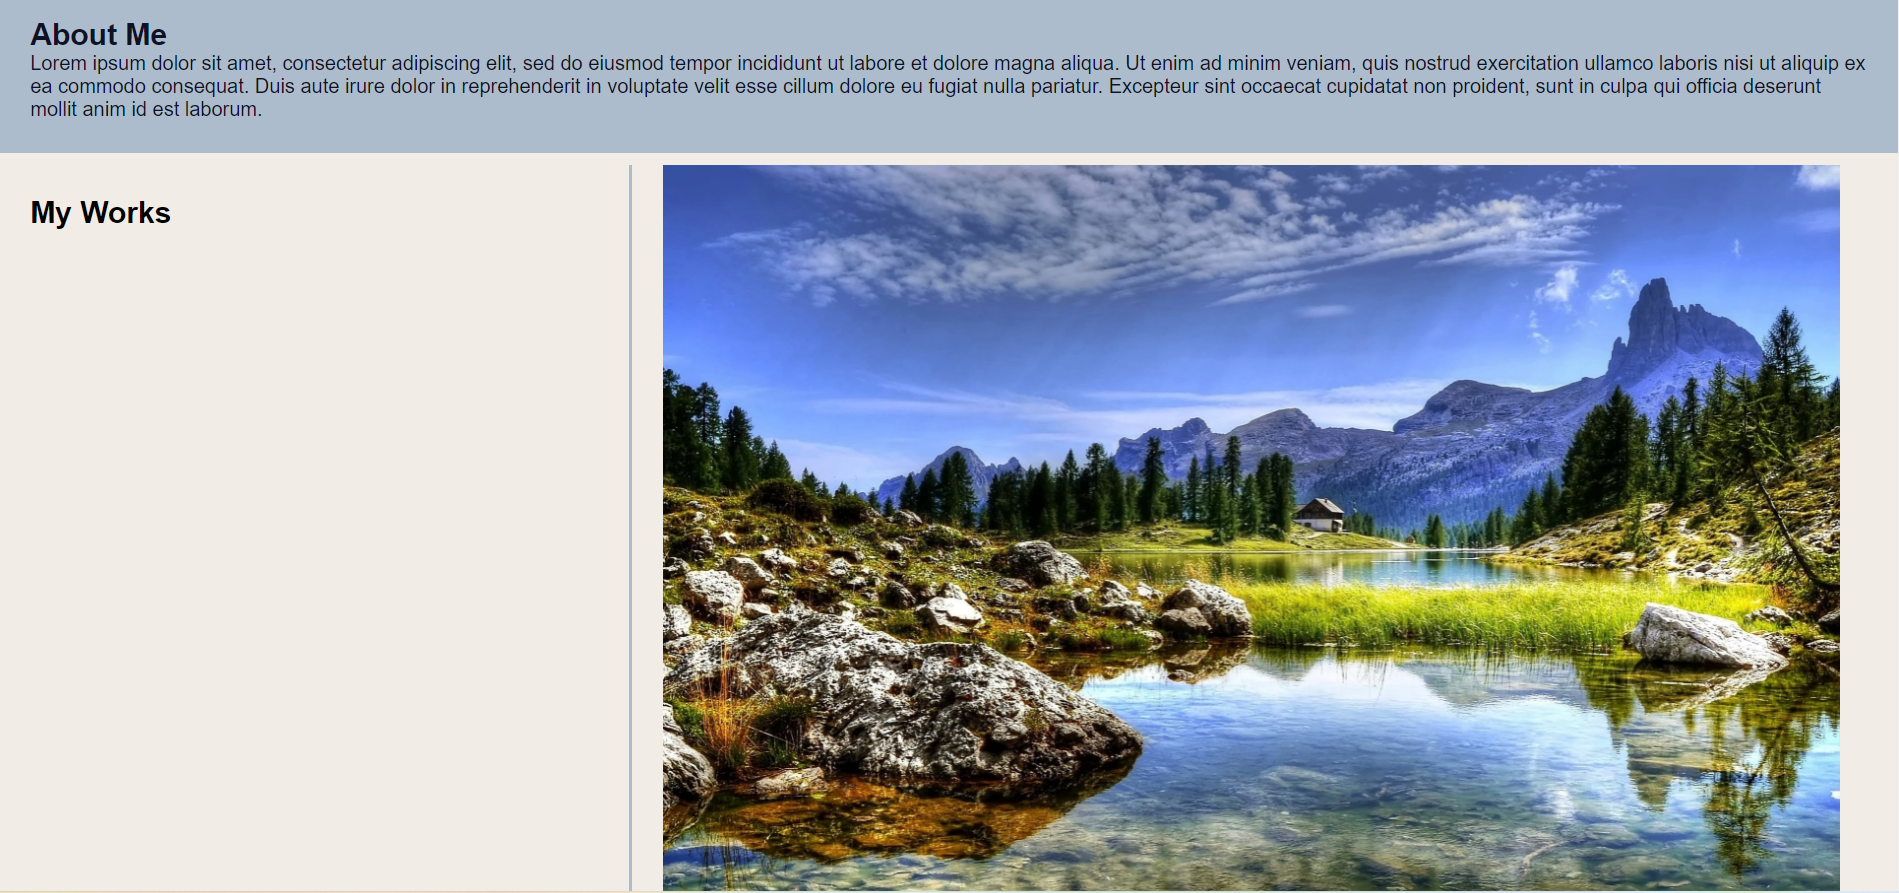 About Me
Lorem ipsum dolor sit amet, consectetur adipiscing elit, sed do eiusmod tempor incididunt ut labore et dolore magna aliqua. Ut enim ad minim veniam, quis nostrud exercitation ullamco laboris nisi ut aliquip ex
ea commodo consequat. Duis aute irure dolor in reprehenderit in voluptate velit esse cillum dolore eu fugiat nulla pariatur. Excepteur sint occaecat cupidatat non proident, sunt in culpa qui officia deserunt
mollit anim id est laborum.
My Works